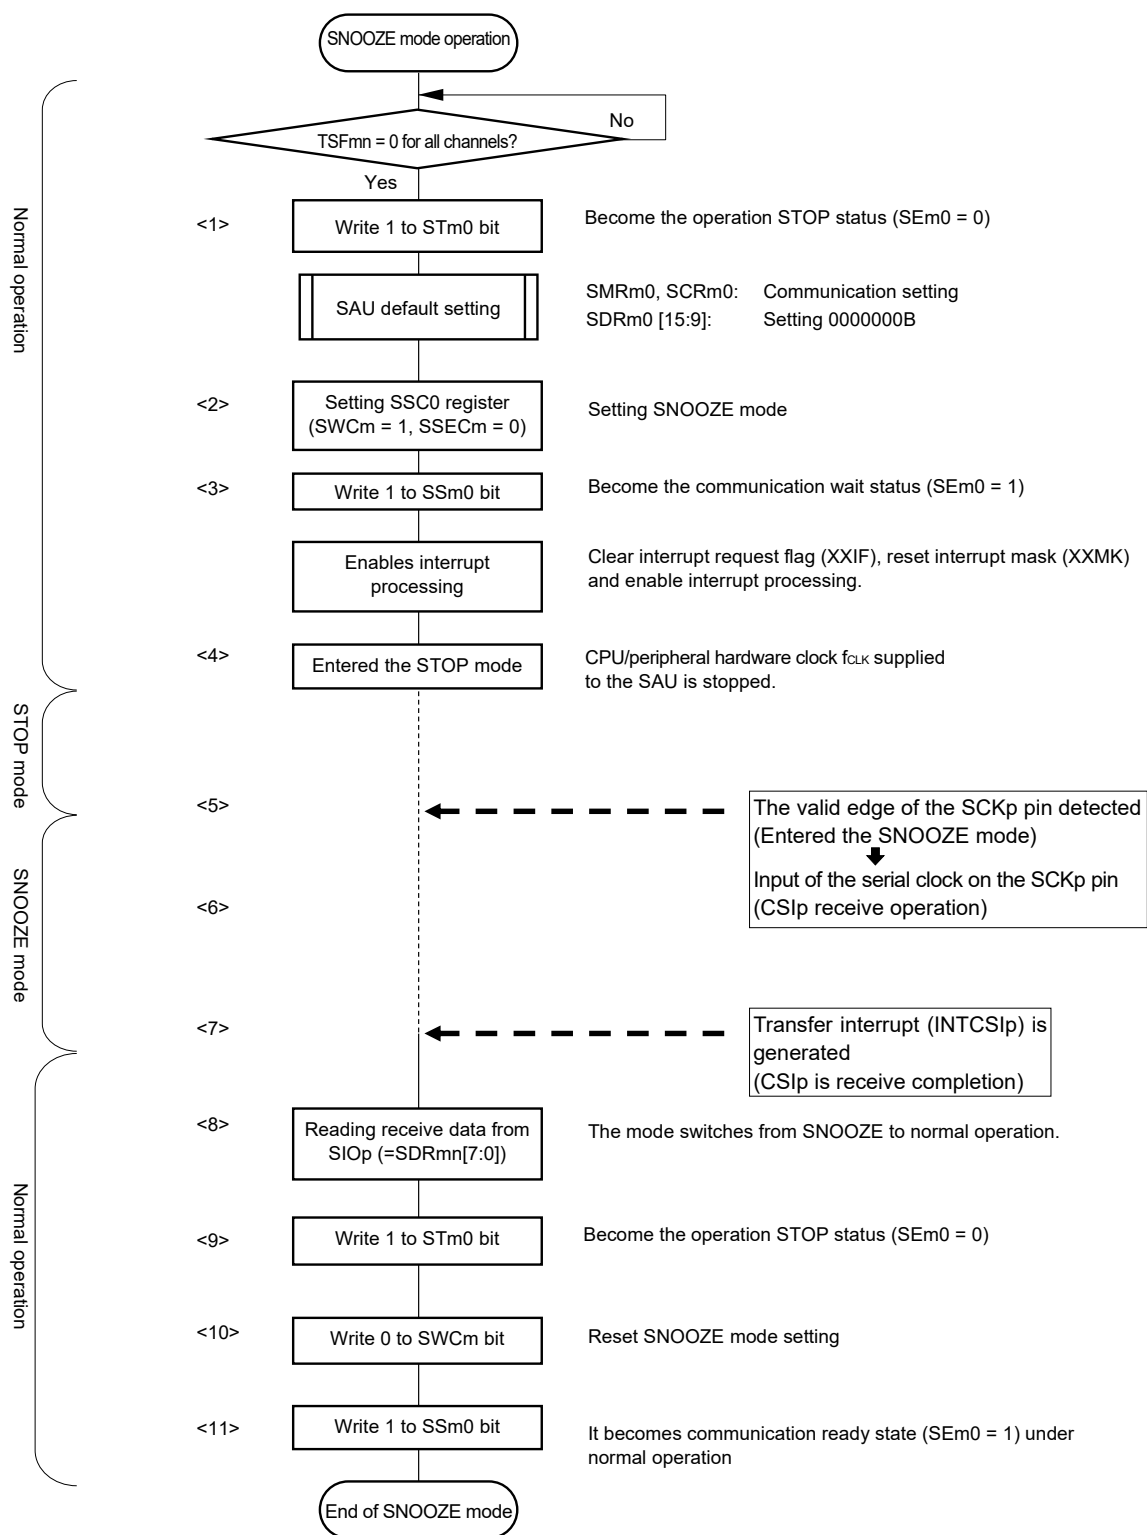 SNOOZE mode operation
No
TSFmn = 0 for all channels?
Yes
Normal operation
<1>
Write 1 to STm0 bit
Become the operation STOP status (SEm0 = 0)
SAU default setting
SMRm0, SCRm0: Communication setting
SDRm0 [15:9]: Setting 0000000B
<2>
Setting SSC0 register
(SWCm = 1, SSECm = 0)
Setting SNOOZE mode
<3>
Write 1 to SSm0 bit
Become the communication wait status (SEm0 = 1)
Enables interrupt
processing
Clear interrupt request flag (XXIF), reset interrupt mask (XXMK)
and enable interrupt processing.
<4>
Entered the STOP mode
CPU/peripheral hardware clock fCLK supplied
to the SAU is stopped.
STOP mode
<5>
The valid edge of the SCKp pin detected
(Entered the SNOOZE mode)
Input of the serial clock on the SCKp pin
(CSIp receive operation)
SNOOZE mode
<6>
<7>
Transfer interrupt (INTCSIp) is
generated
(CSIp is receive completion)
Normal operation
<8>
Reading receive data from
SIOp (=SDRmn[7:0])
The mode switches from SNOOZE to normal operation.
<9>
Write 1 to STm0 bit
Become the operation STOP status (SEm0 = 0)
<10>
Write 0 to SWCm bit
Reset SNOOZE mode setting
<11>
Write 1 to SSm0 bit
It becomes communication ready state (SEm0 = 1) under
normal operation
End of SNOOZE mode